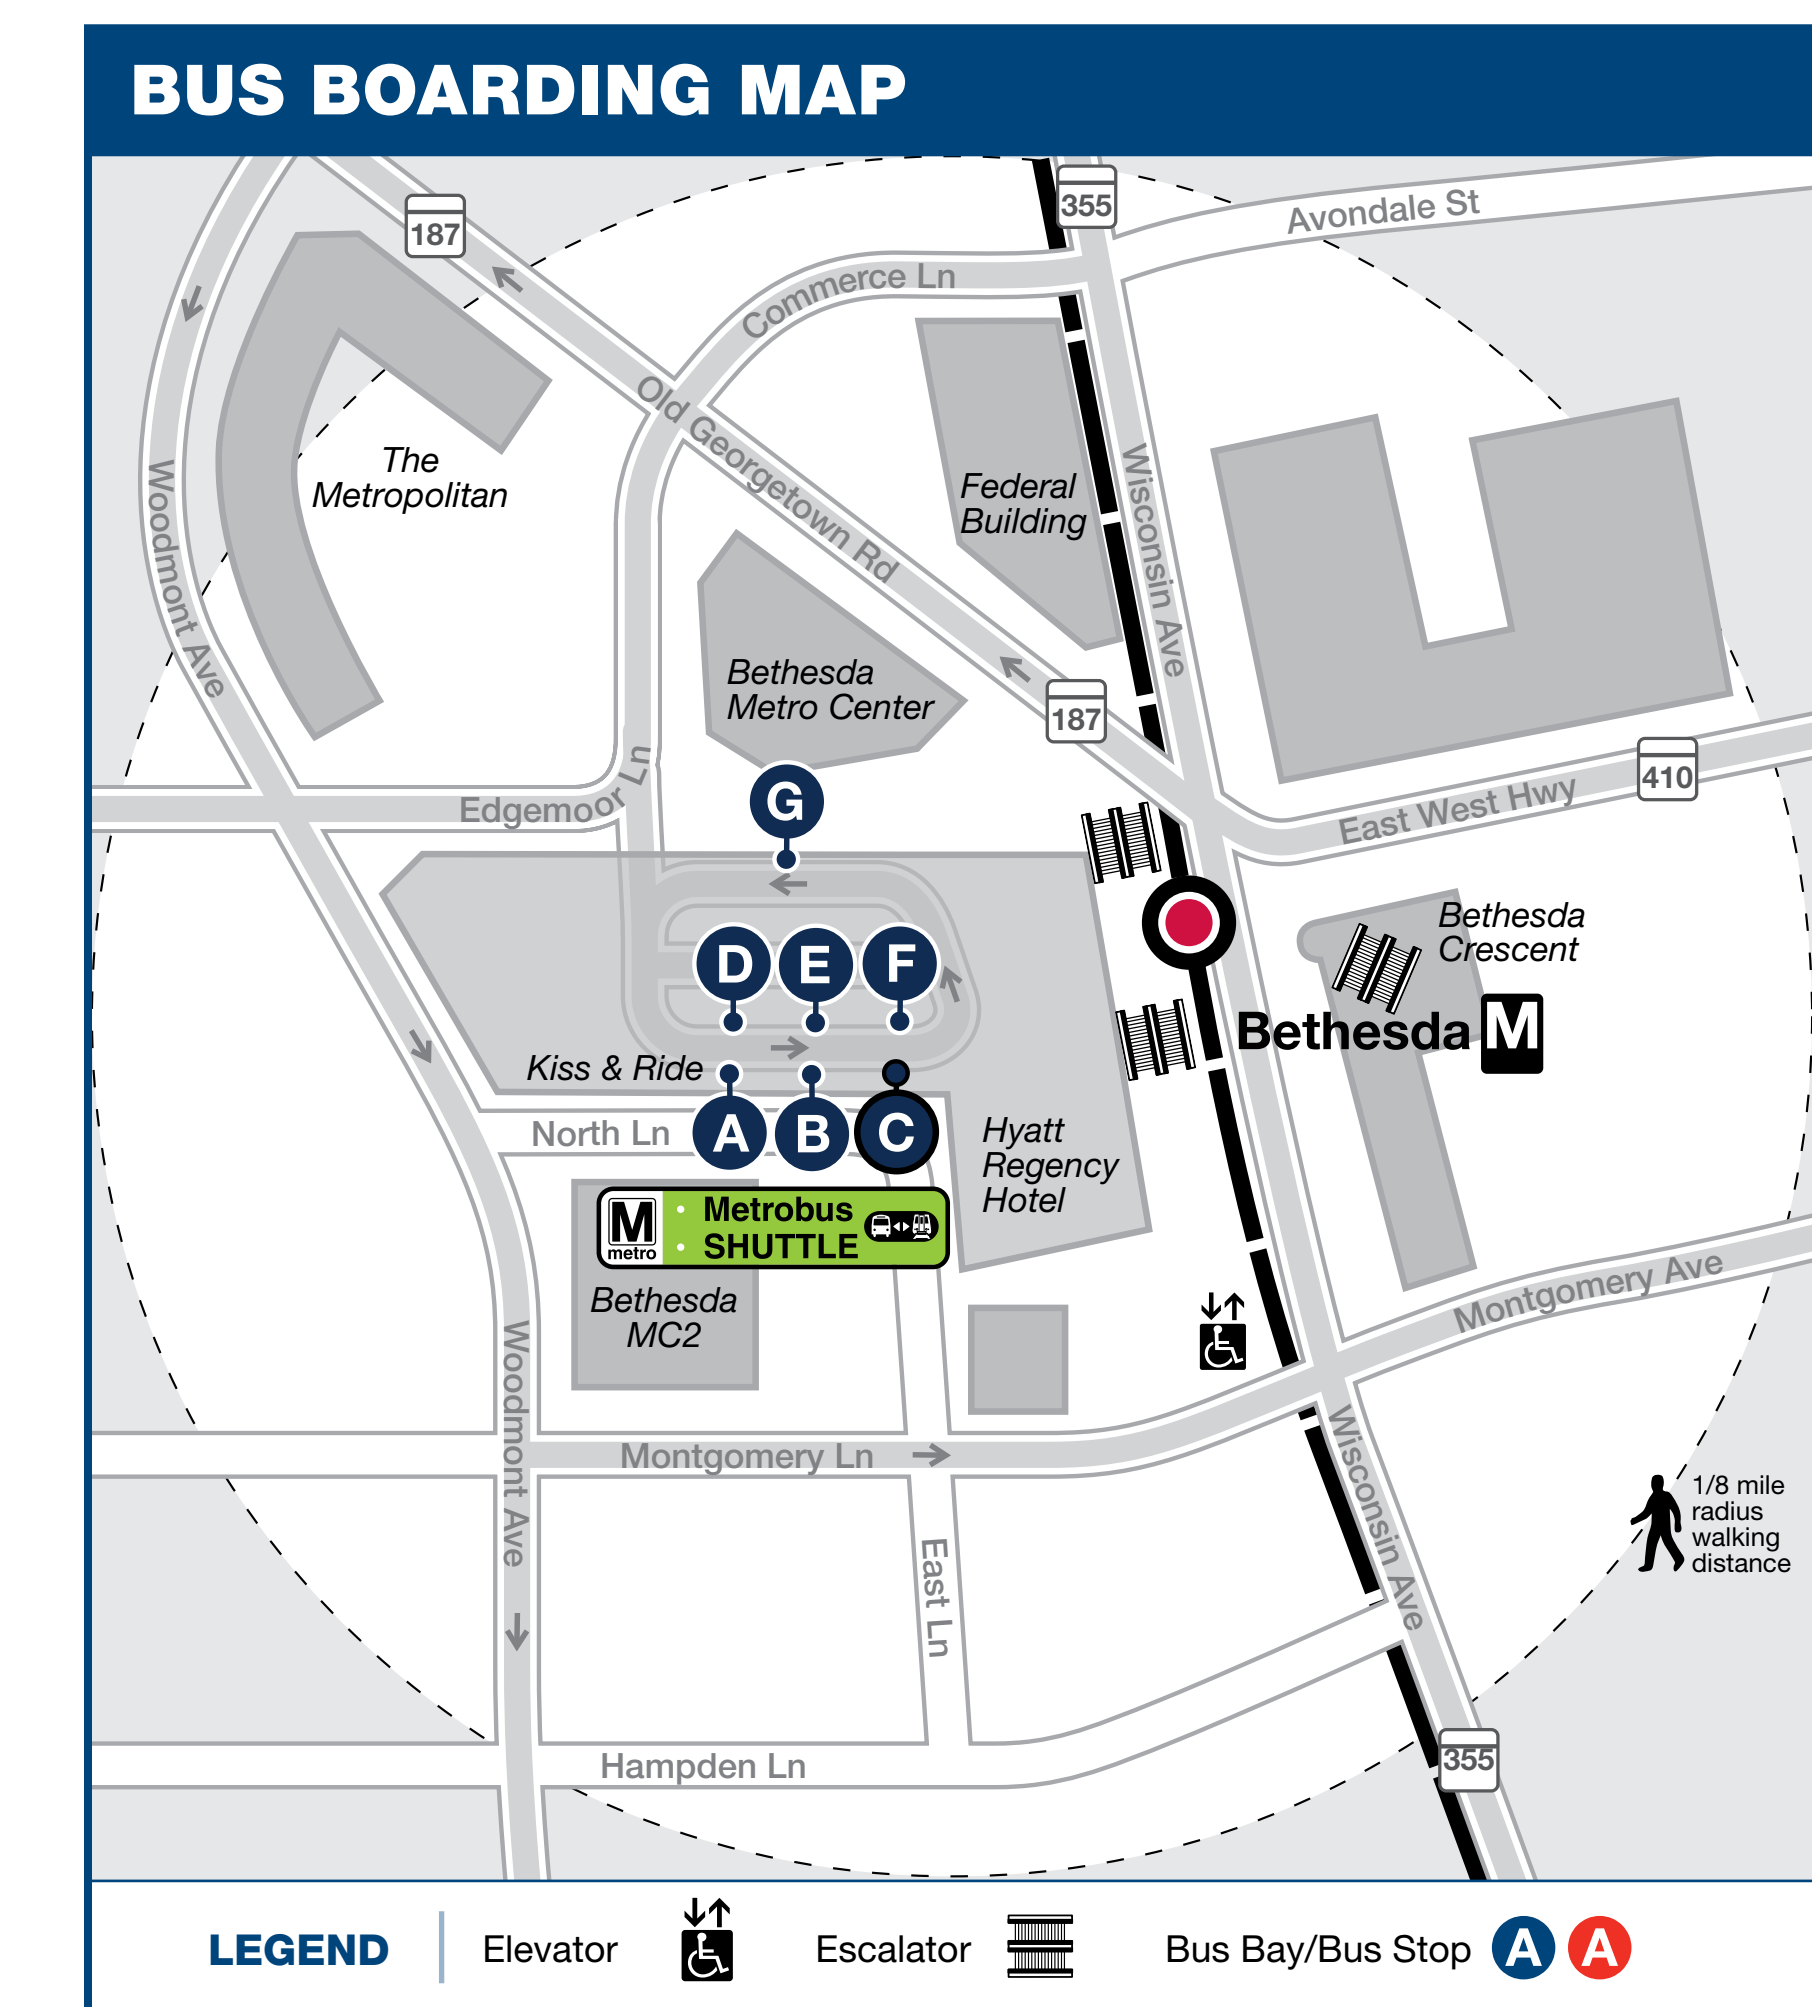 BUS BOARDING MAP
355
Avondale St
187
Commerce Ln
Old Georgetown Rd
The
Metropolitan
Woodmont Ave
Federal
Building
Wisconsin Ave
Bethesda
Metro Center
187
410
East West Hwy
Edgemoor Ln
G
D
E
F
Bethesda
Crescent
Bethesda
M
Kiss & Ride
A
B
C
North Ln
Hyatt
Regency
Hotel
M
metro
Metrobus
SHUTTLE
Bethesda
MC2
Montgomery Ave
Woodmont Ave
Montgomery Ln
Wisconsin Ave
1/8 mile
radius
walking
distance
East Ln
Hampden Ln
355
LEGEND
Elevator
Escalator
Bus Bay/Bus Stop
A
A